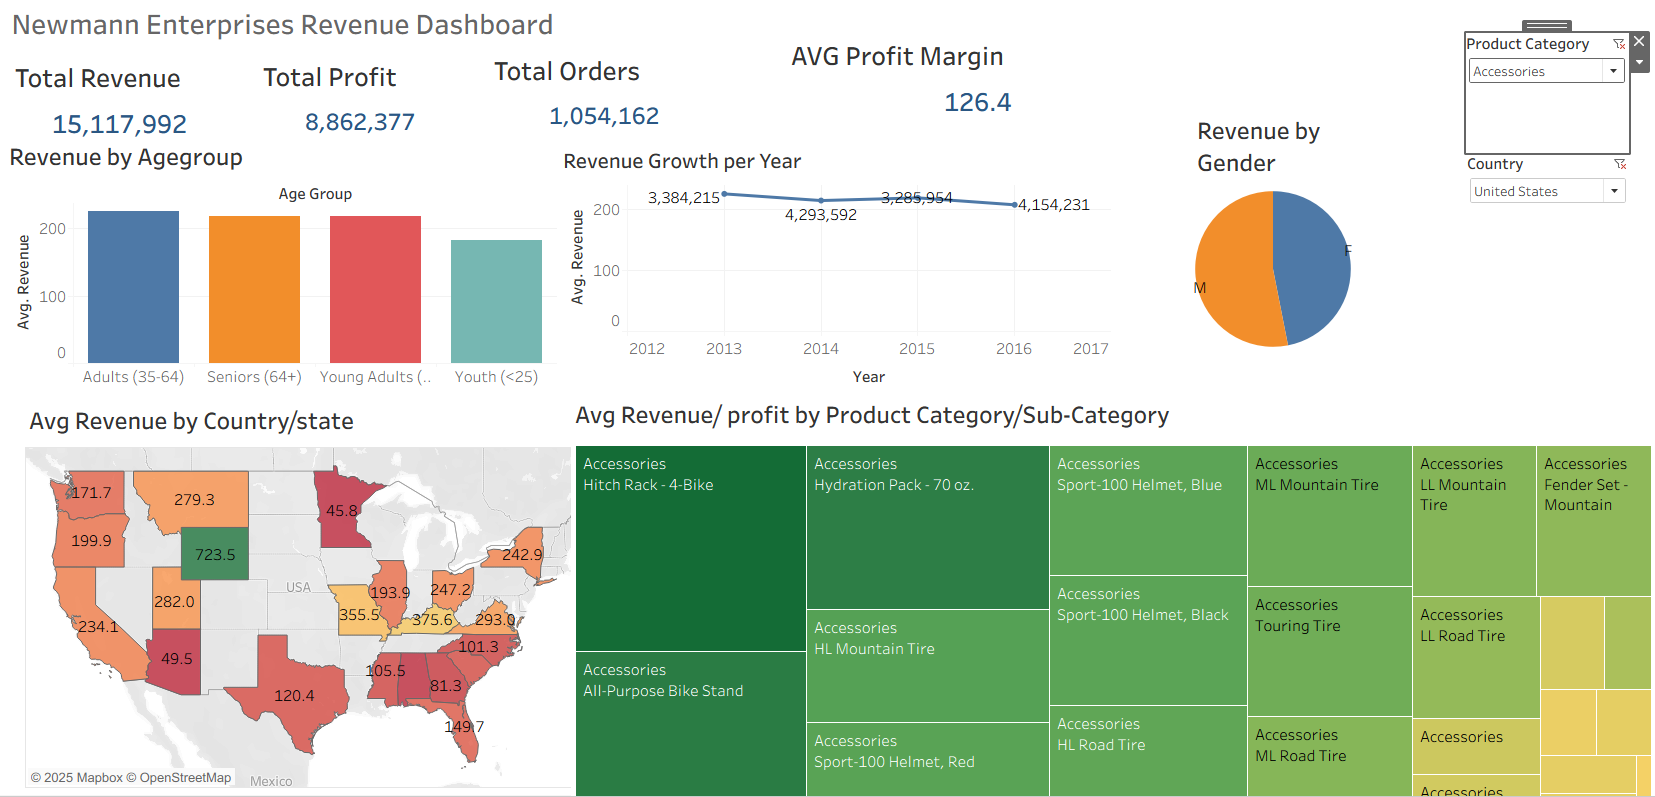 Newmann Enterprises Revenue Dashboard
Total Revenue
15,117,992
Total Profit
8,862,377
Total Orders
1,054,162
AVG Profit Margin
126.4
Product Category
Accessories
Country
United States
Revenue by Agegroup
Age Group
Avg. Revenue
200
100
0
Adults (35-64)
Seniors (64+)
Young Adults (..
Youth (<25)
Revenue Growth per Year
Avg. Revenue
200
100
0
3,384,215
4,293,592
3,285,954
4,154,231
2012
2013
2014
2015
2016
2017
Year
Revenue by
Gender
F
M
Avg Revenue by Country/state
171.7
279.3
45.8
199.9
723.5
242.9
USA
282.0
193.9
247.2
355.5
375.6
293.0
234.1
49.5
101.3
105.5
81.3
120.4
149.7
© 2025 Mapbox © OpenStreetMap
Mexico
Avg Revenue/ profit by Product Category/Sub-Category
Accessories
Hitch Rack - 4-Bike
Accessories
All-Purpose Bike Stand
Accessories
Hydration Pack - 70 oz.
Accessories
HL Mountain Tire
Accessories
Sport-100 Helmet, Red
Accessories
Sport-100 Helmet, Blue
Accessories
Sport-100 Helmet, Black
Accessories
HL Road Tire
Accessories
ML Mountain Tire
Accessories
Touring Tire
Accessories
ML Road Tire
Accessories
LL Mountain
Tire
Accessories
LL Road Tire
Accessories
Accessories
Accessories
Fender Set -
Mountain